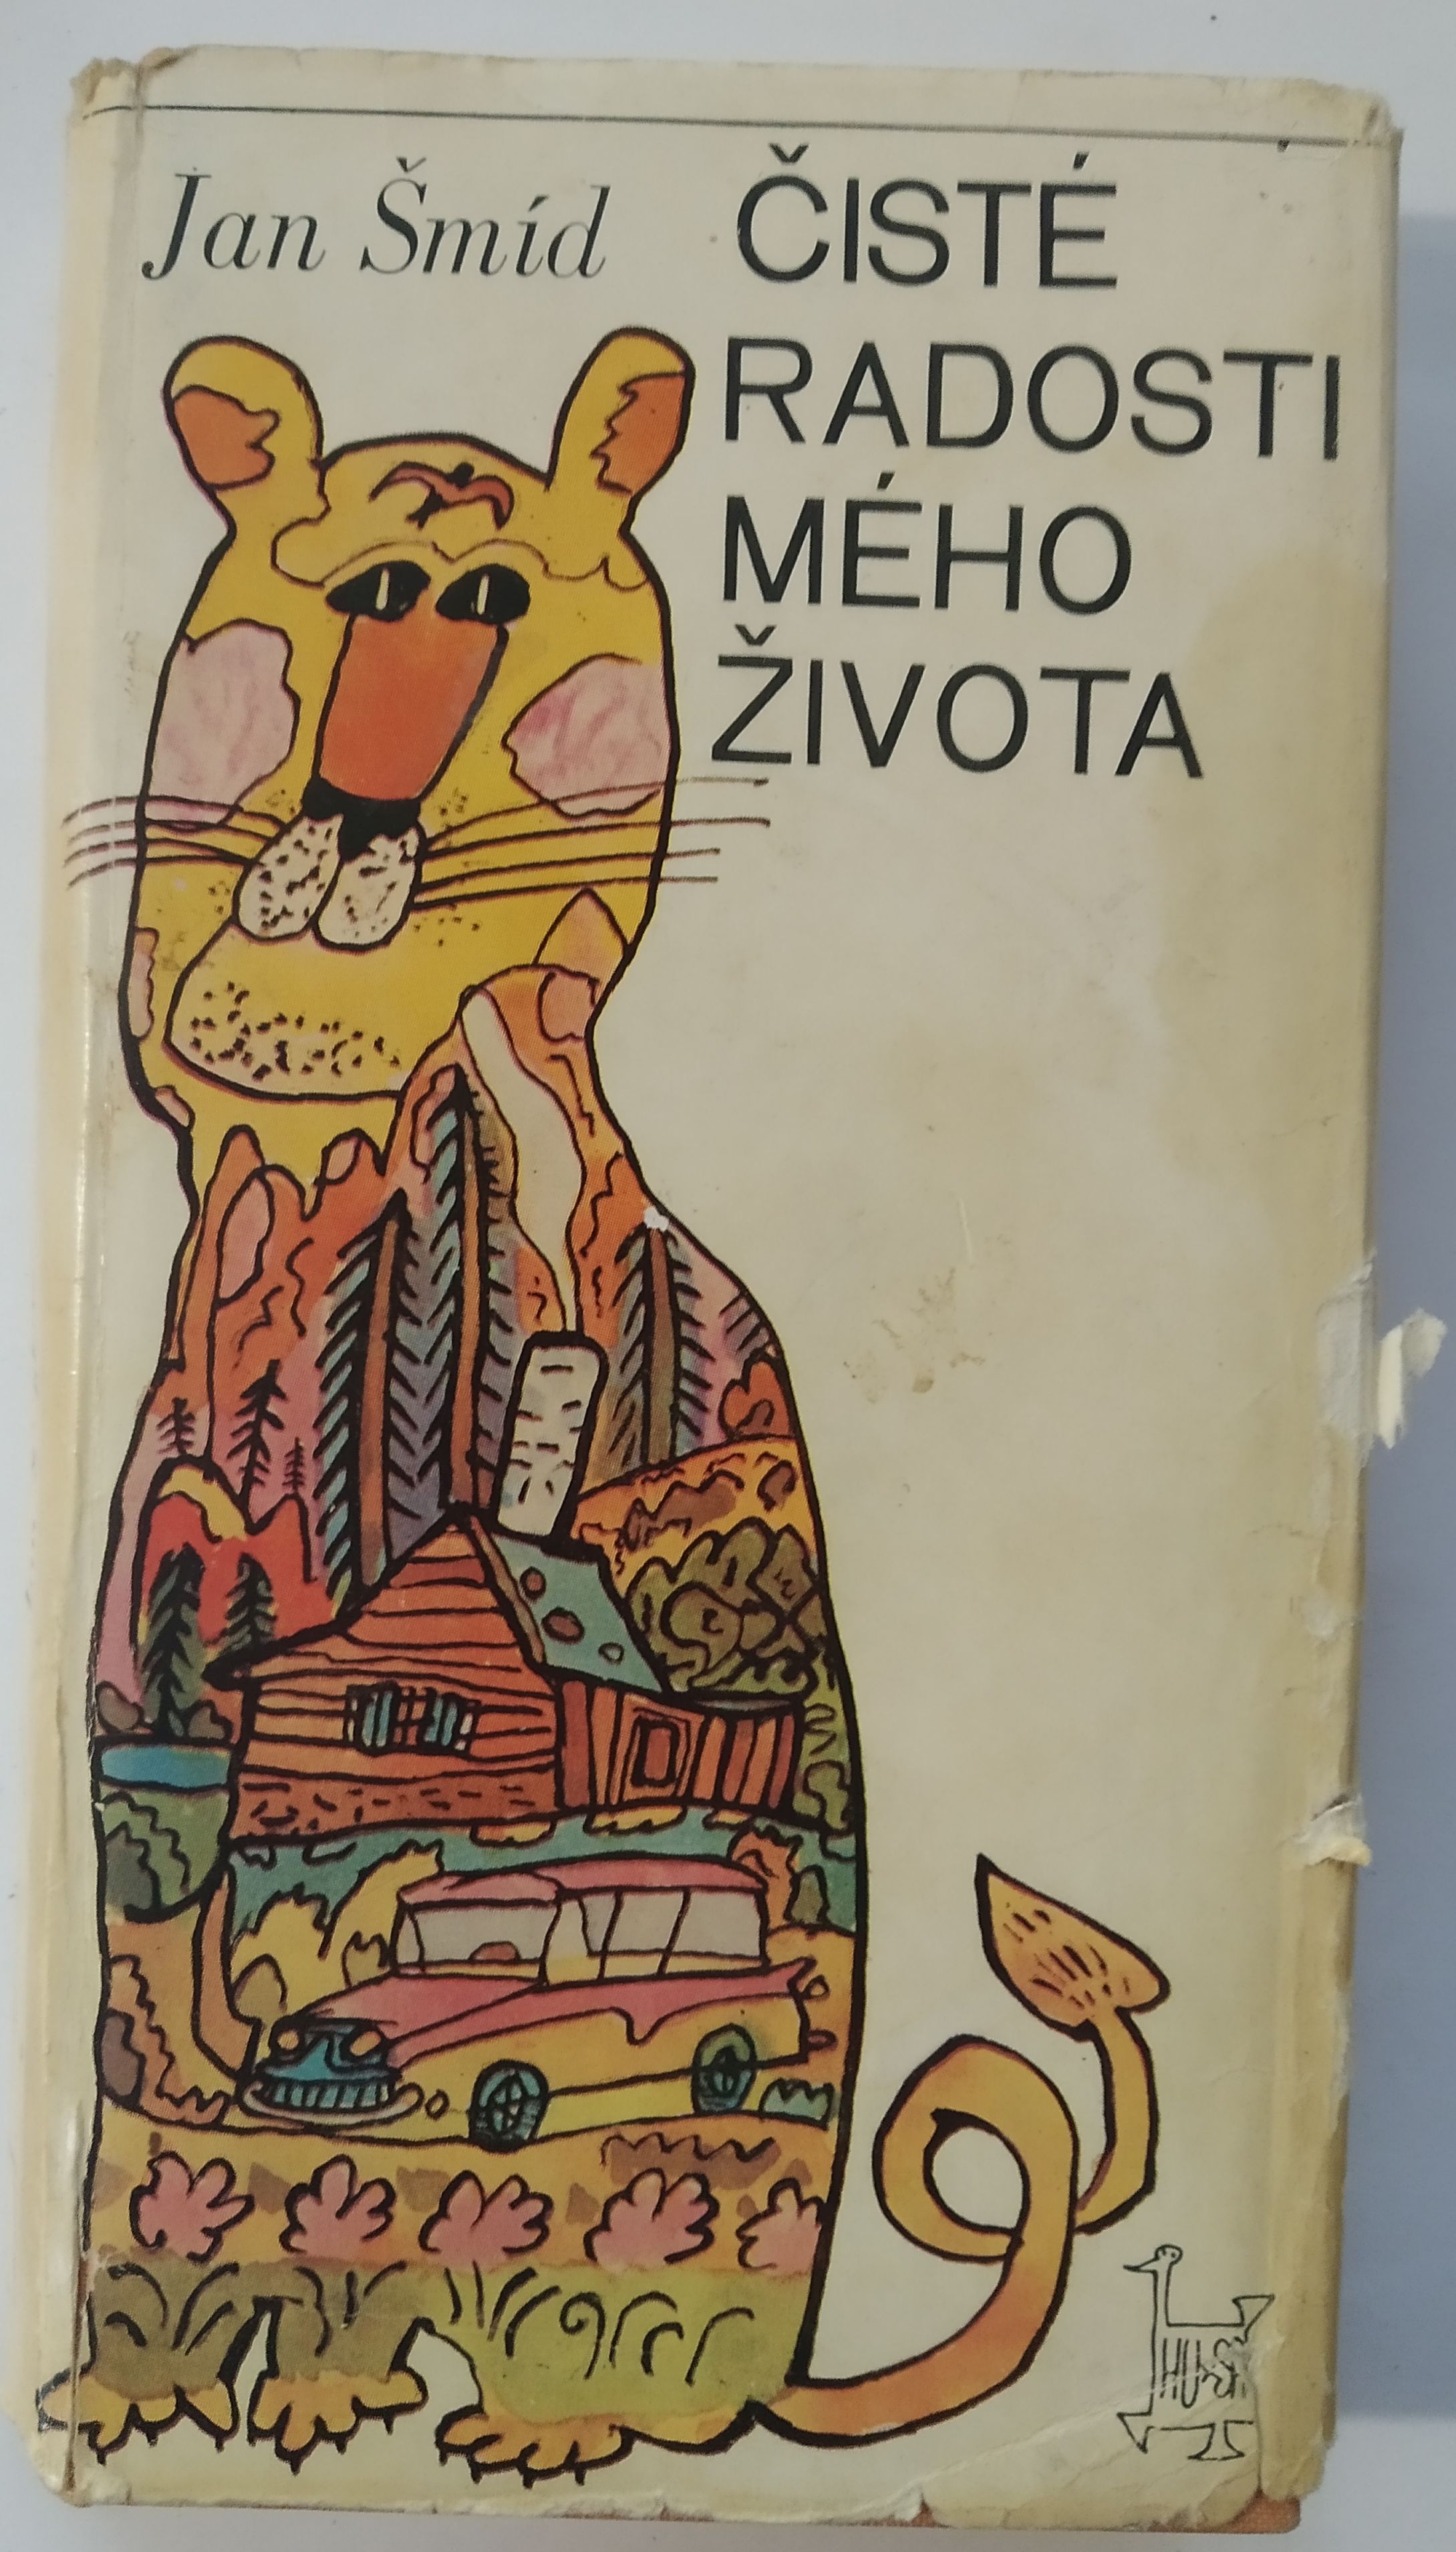 Jan Šmíd
ČISTÉ
RADOSTI
MÉHO
ŽIVOTA